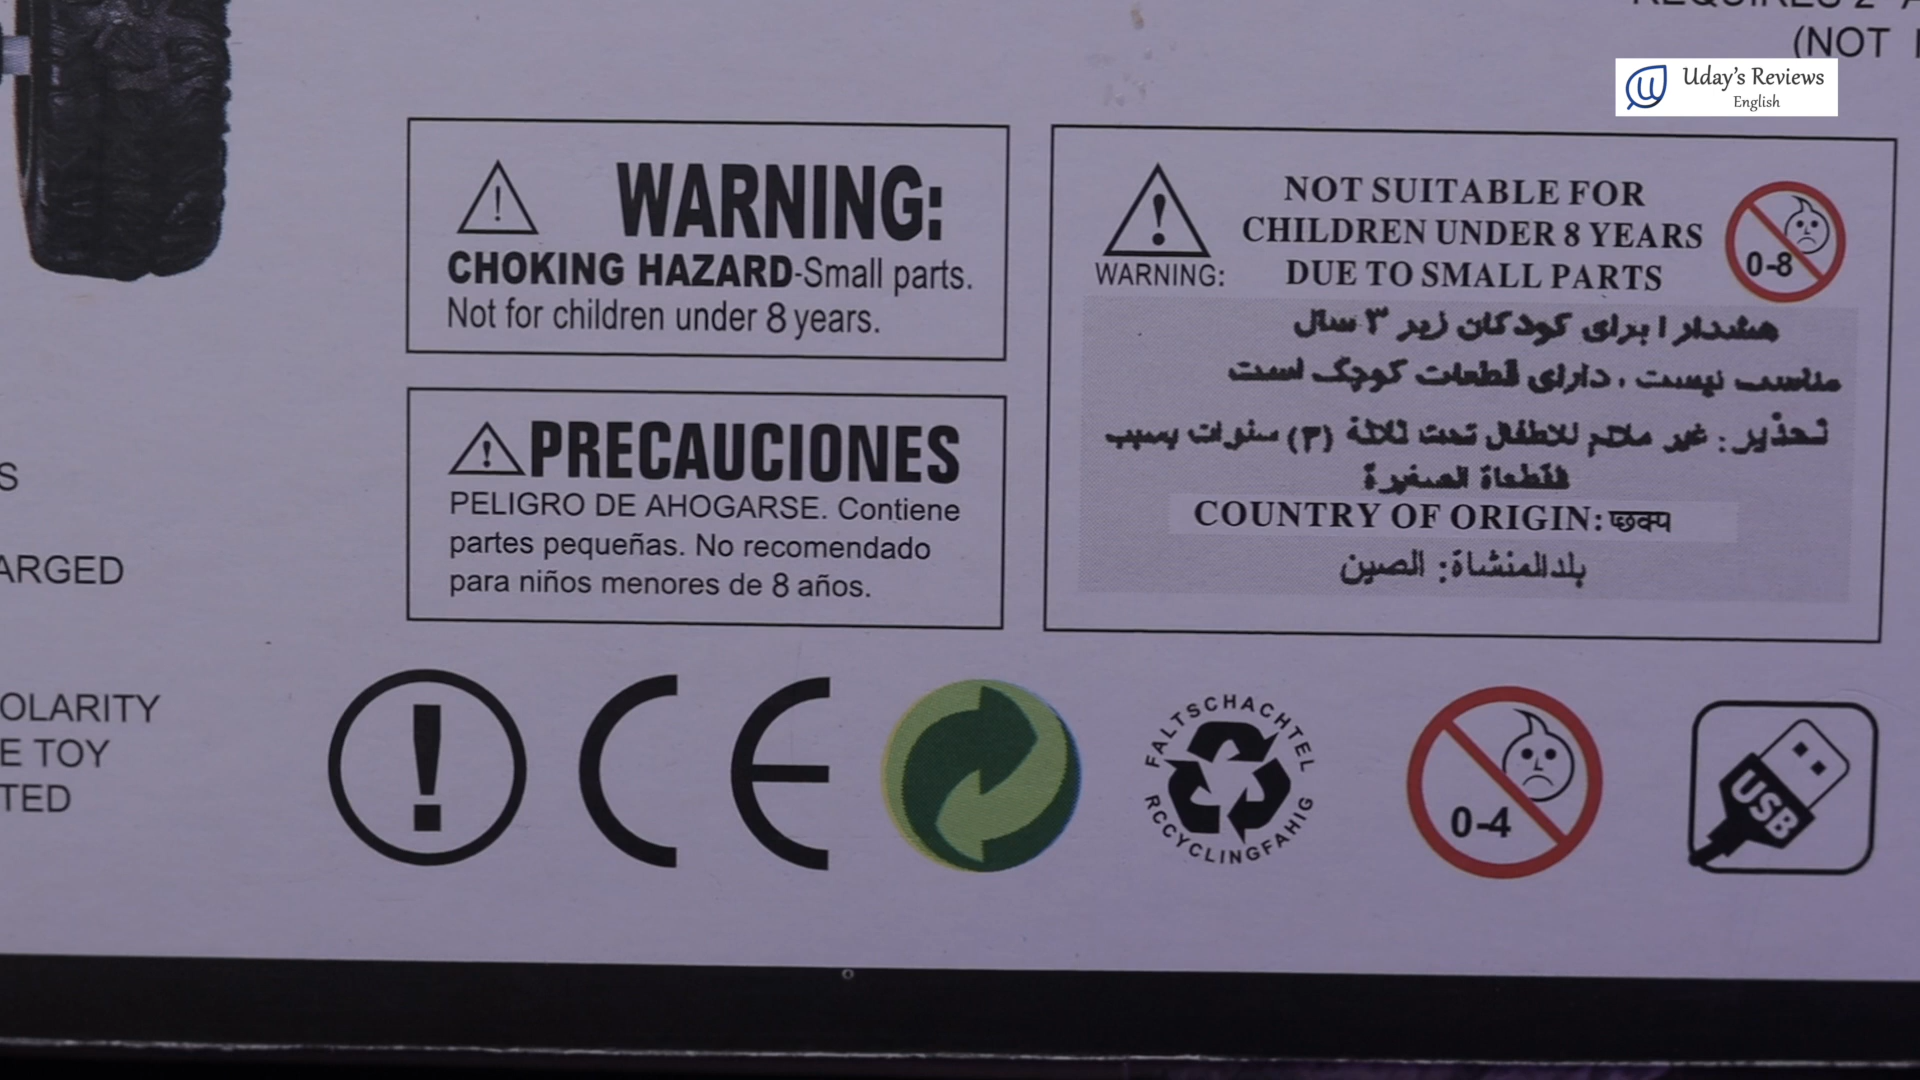 (NOT
Uday's Reviews
English
WARNING:
CHOKING HAZARD-Small parts.
Not for children under 8 years.
PRECAUCIONES
PELIGRO DE AHOGARSE. Contiene
partes pequeñas. No recomendado
para niños menores de 8 años.
WARNING:
NOT SUITABLE FOR
CHILDREN UNDER 8 YEARS
DUE TO SMALL PARTS
0-8
هشدار ! برای کودکان زیر ۳ سال
مناسب نیست ، دارای قطعات کوچک است
تحذير : غير ملائم للاطفال تحت ثلاثة (٣) سنوات بسبب
فقطعاة الصغيرة
COUNTRY OF ORIGIN: छक्प
بلدالمنشاة: الصين
S
ARGED
OLARITY
E TOY
TED
CE
FALTSCHACHTEL
RCCYCLINGFAHIG
0-4
USB